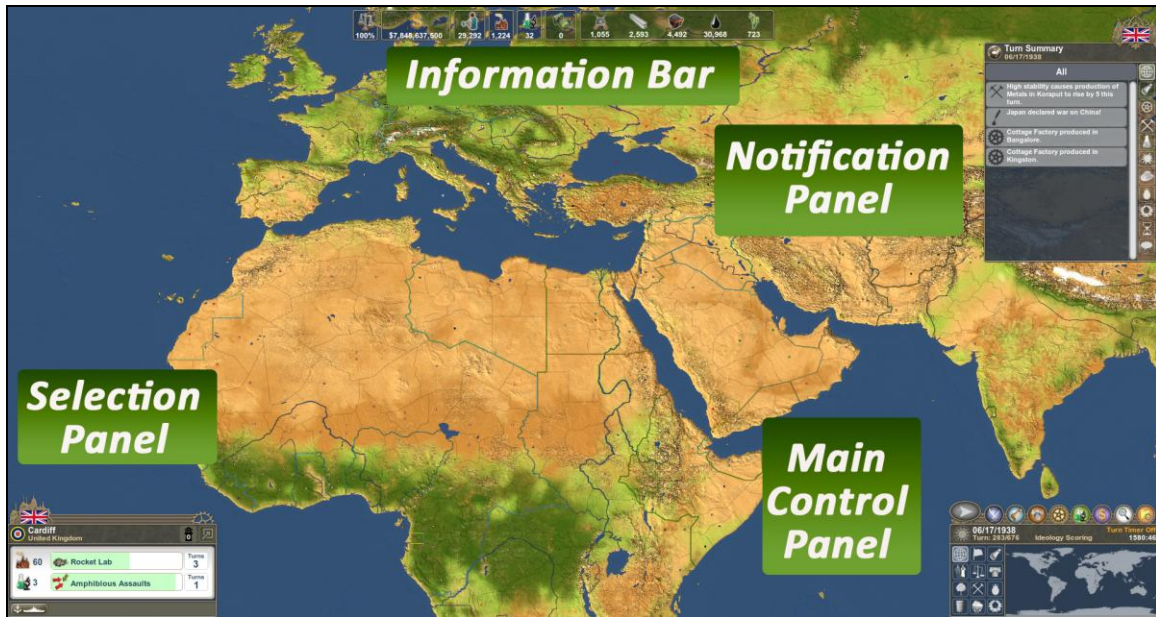 100% $7,848,637,500 29,292 1,224 32 0 1,055 2,593 4,492 30,968 723
Information Bar
Turn Summary
06/17/1938
All
High stability causes production of
Metals in Koraput to rise by 5 this
turn.
Japan declared war on China!
Cottage Factory produced in
Bangalore.
Cottage Factory produced in
Kingston.
Notification
Panel
Selection
Panel
Main
Control
Panel
Cardiff
United Kingdom
0
60 Rocket Lab Turns
3
3 Amphibious Assaults Turns
1
06/17/1938 Turn Timer Off
Turn: 283/676 Ideology Scoring 1580:46